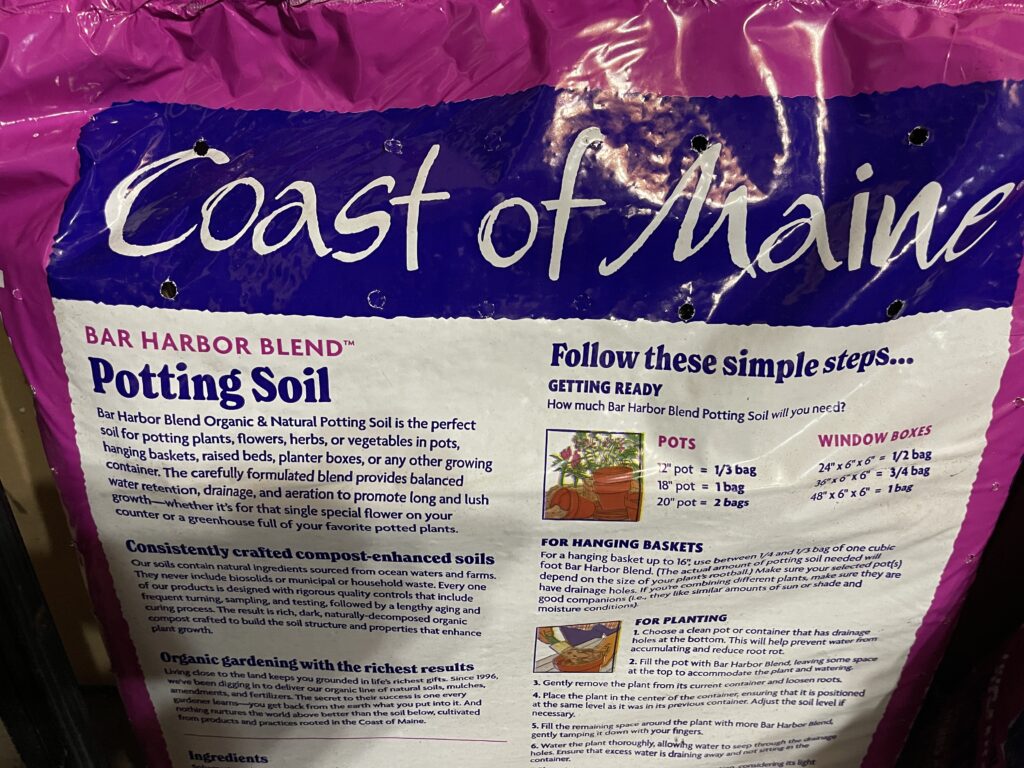 Coast of Maine
BAR HARBOR BLEND™
Potting Soil
Bar Harbor Blend Organic & Natural Potting Soil is the perfect
soil for potting plants, flowers, herbs, or vegetables in pots,
hanging baskets, raised beds, planter boxes, or any other growing
container. The carefully formulated blend provides balanced
water retention, drainage, and aeration to promote long and lush
growth—whether it's for that single special flower on your
counter or a greenhouse full of your favorite potted plants.
Consistently crafted compost-enhanced soils
Our soils contain natural ingredients sourced from ocean waters and farms.
They never include biosolids or municipal or household waste. Every one
of our products is designed with rigorous quality controls that include
frequent turning, sampling, and testing, followed by a lengthy aging and
curing process. The result is rich, dark, naturally-decomposed organic
compost crafted to build the soil structure and properties that enhance
plant growth.
Organic gardening with the richest results
Living close to the land keeps you grounded in life's richest gifts. Since 1996,
we've been digging in to deliver our organic line of natural soils, mulches,
amendments, and fertilizers. The secret to their success is one every
gardener learns—you get back from the earth what you put into it. And
nothing nurtures the world above better than the soil below, cultivated
from products and practices rooted in the Coast of Maine.
Ingredients
Follow these simple steps...
GETTING READY
How much Bar Harbor Blend Potting Soil will you need?
POTS
12" pot = 1/3 bag
18" pot = 1 bag
20" pot = 2 bags
WINDOW BOXES
24" x 6" x 6" = 1/2 bag
36" x 6" x 6" = 3/4 bag
48" x 6" x 6" = 1 bag
FOR HANGING BASKETS
For a hanging basket up to 16", use between 1/4 and 1/3 bag of one cubic
foot Bar Harbor Blend. (The actual amount of potting soil needed will
depend on the size of your plant's rootball.) Make sure your selected pot(s)
have drainage holes. If you're combining different plants, make sure they are
good companions (i.e., they like similar amounts of sun or shade and
moisture conditions).
FOR PLANTING
1. Choose a clean pot or container that has drainage
holes at the bottom. This will help prevent water from
accumulating and reduce root rot.
2. Fill the pot with Bar Harbor Blend, leaving some space
at the top to accommodate the plant and watering.
3. Gently remove the plant from its current container and loosen roots.
4. Place the plant in the center of the container, ensuring that it is positioned
at the same level as it was in its previous container. Adjust the soil level if
necessary.
5. Fill the remaining space around the plant with more Bar Harbor Blend,
gently tamping it down with your fingers.
6. Water the plant thoroughly, allowing water to seep through the drainage
holes. Ensure that excess water is draining away and not sitting in the
container.
considering its light